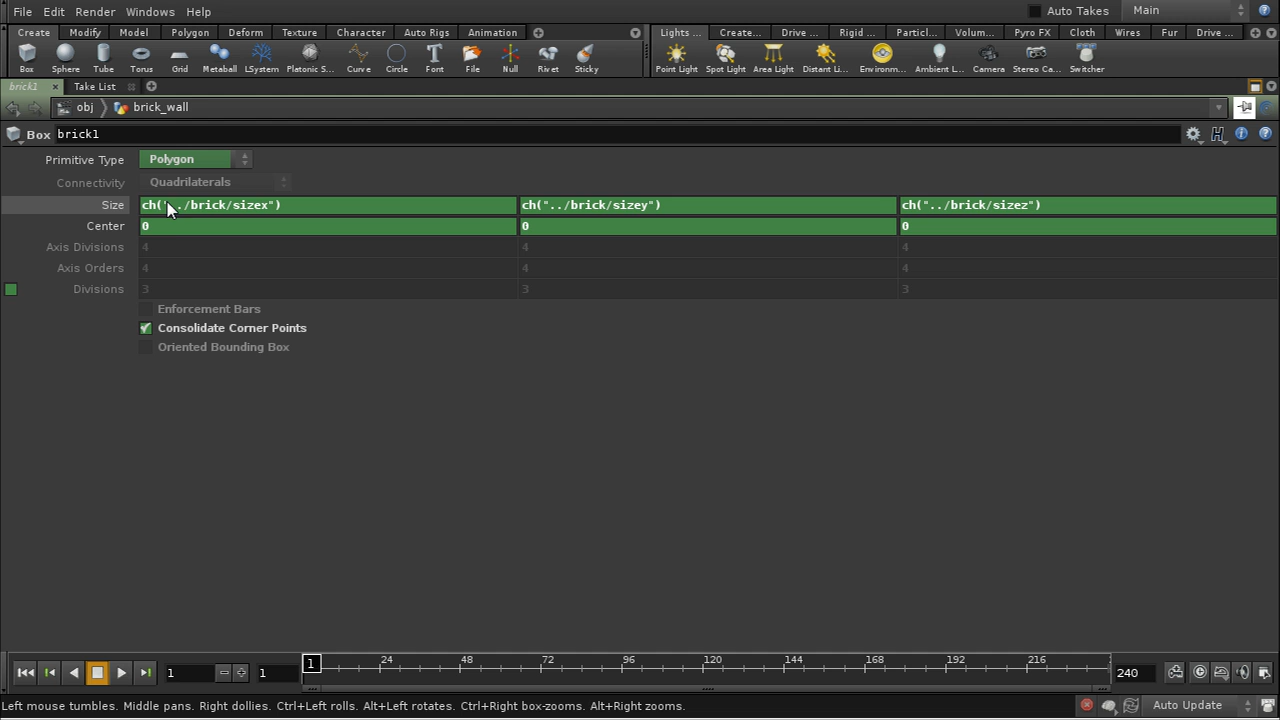 File Edit Render Windows Help Auto Takes Main
Create Modify Model Polygon Deform Texture Character Auto Rigs Animation Lights ... Create... Drive ... Rigid ... Particl... Volum... Pyro FX Cloth Wires Fur Drive ...
Box Sphere Tube Torus Grid Metaball LSystem Platonic S... Curve Circle Font File Null Rivet Sticky Point Light Spot Light Area Light Distant Li... Environm... Ambient L... Camera Stereo Ca... Switcher
brick1 Take List
obj brick_wall
Box brick1
Primitive Type Polygon
Connectivity Quadrilaterals
Size ch("../brick/sizex") ch("../brick/sizey") ch("../brick/sizez")
Center 0 0 0
Axis Divisions 4 4 4
Axis Orders 4 4 4
Divisions 3 3 3
Enforcement Bars
Consolidate Corner Points
Oriented Bounding Box
1 1 1 24 48 72 96 120 144 168 192 216 240
Left mouse tumbles. Middle pans. Right dollies. Ctrl+Left rolls. Alt+Left rotates. Ctrl+Right box-zooms. Alt+Right zooms. Auto Update